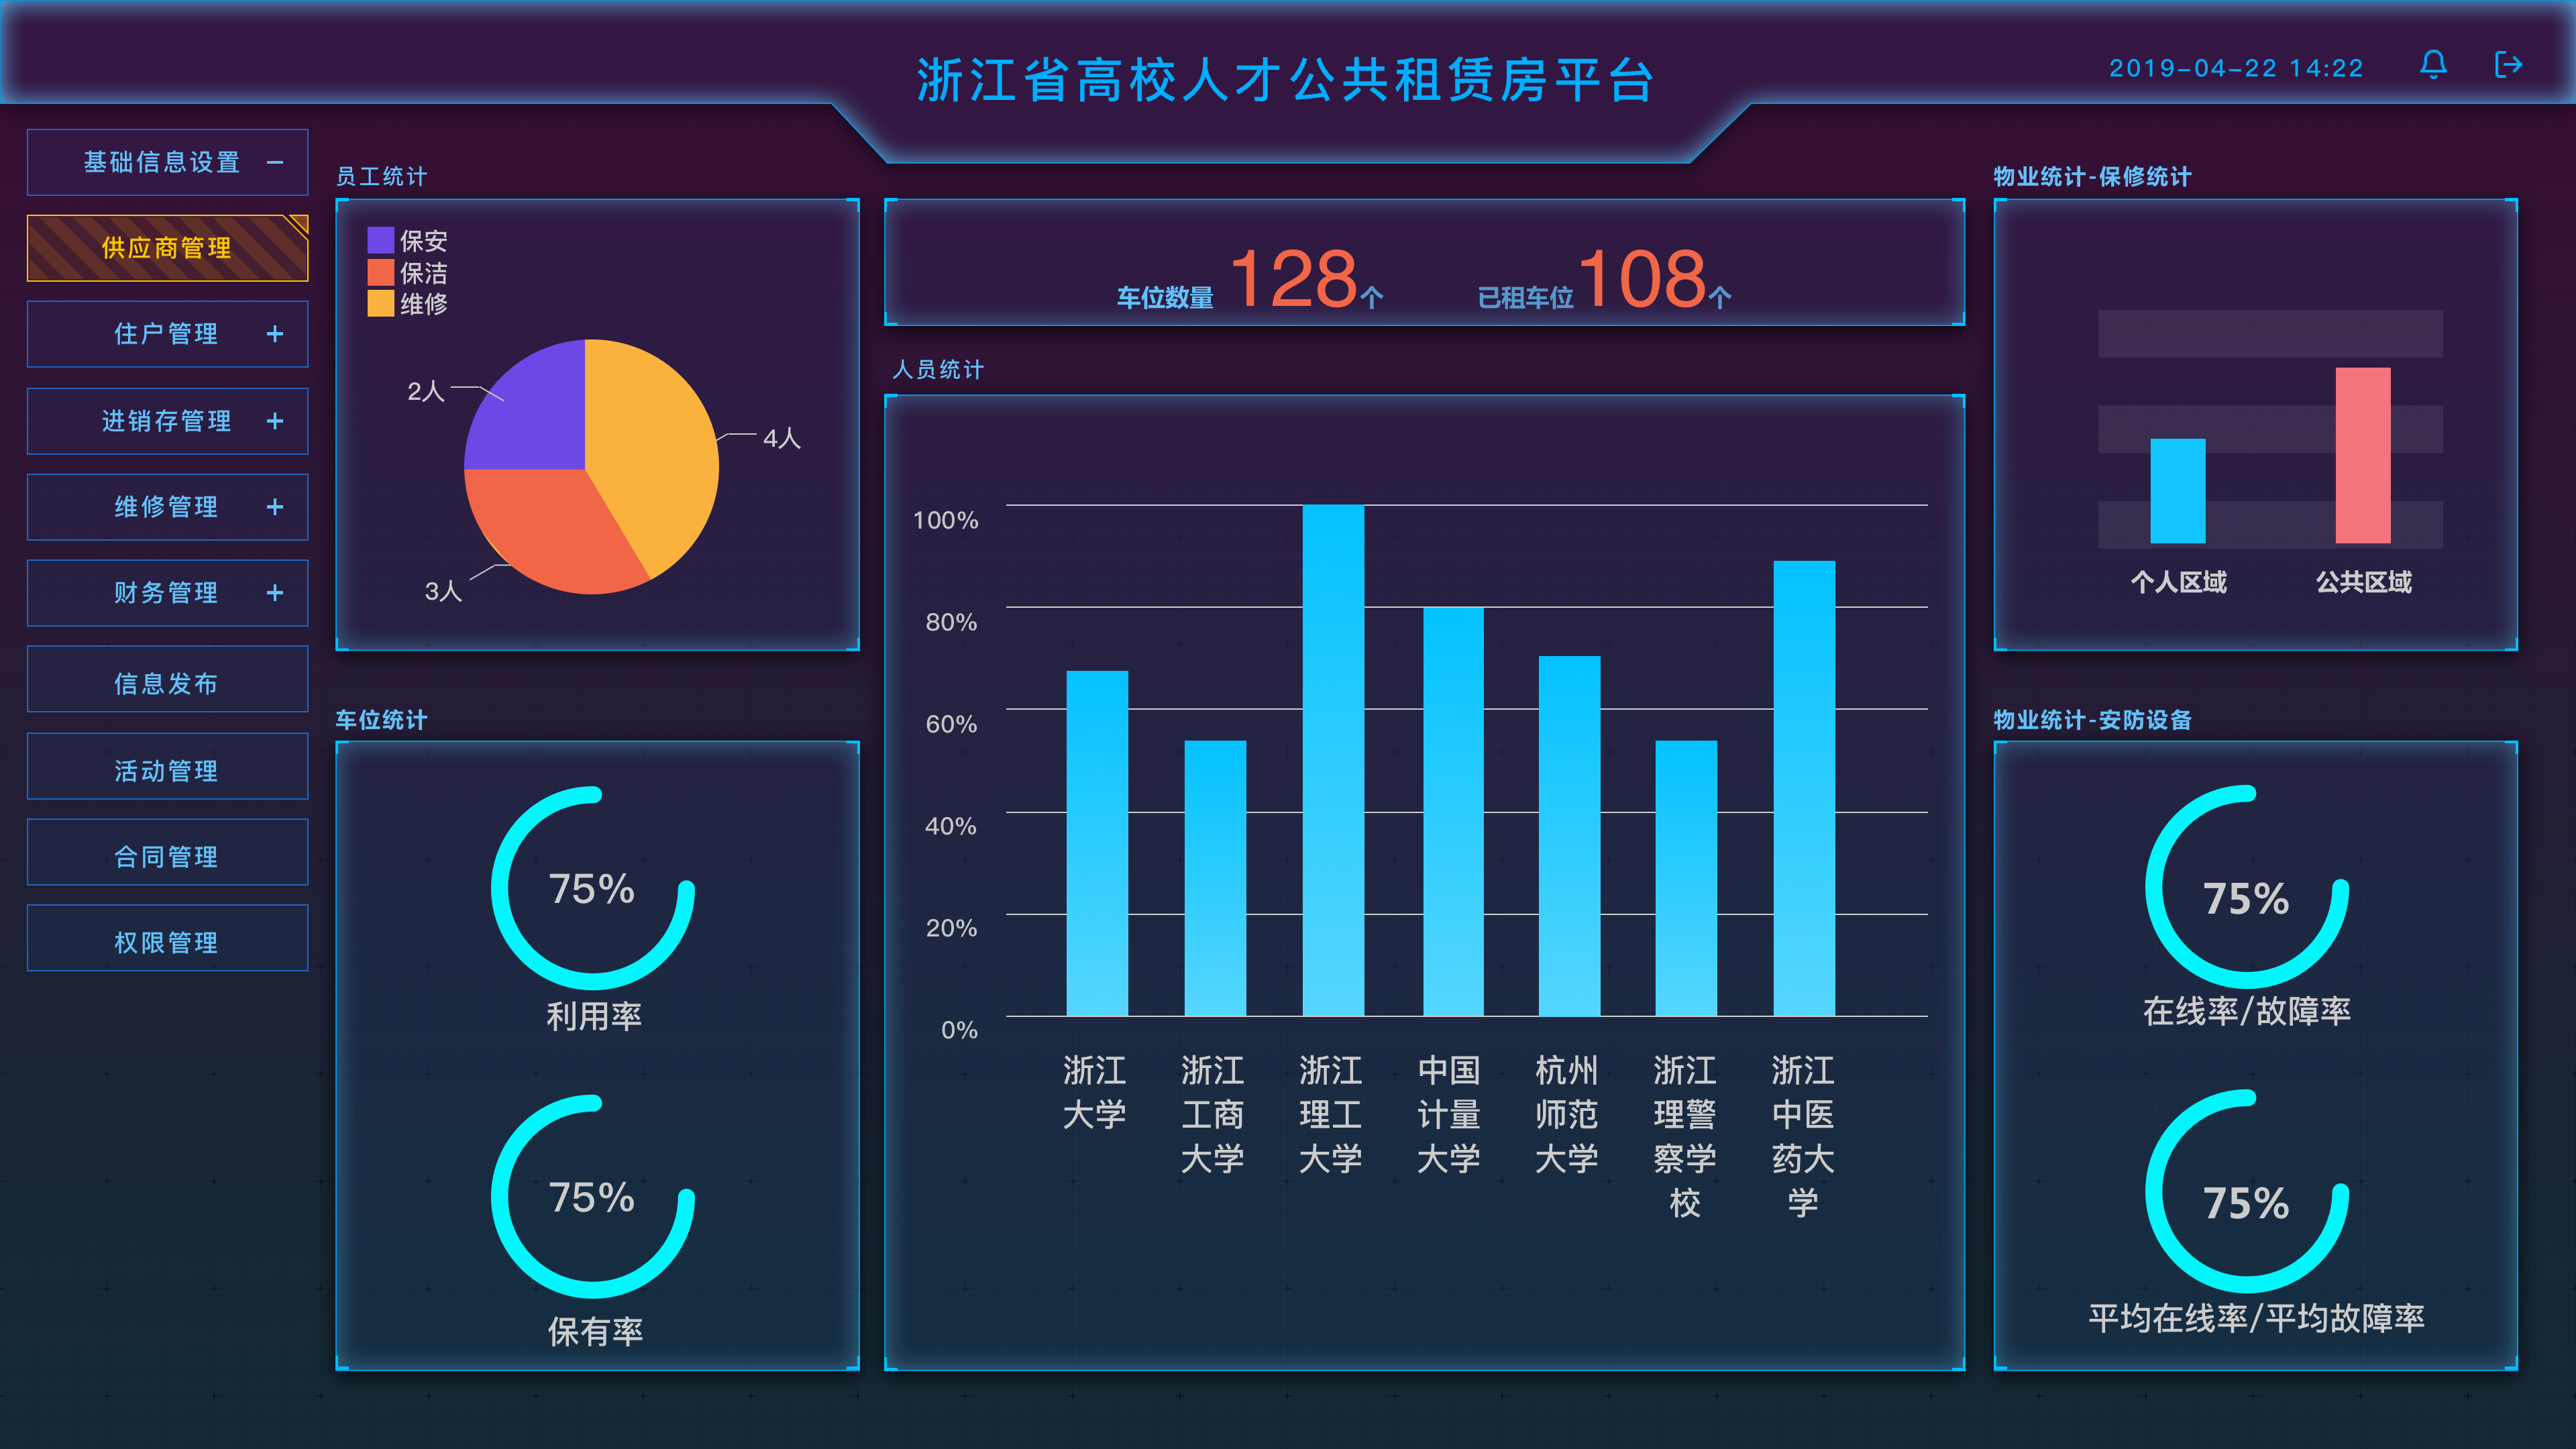 浙江省高校人才公共租赁房平台
2019-04-22 14:22
基础信息设置 −
供应商管理
住户管理 +
进销存管理 +
维修管理 +
财务管理 +
信息发布
活动管理
合同管理
权限管理
员工统计
保安
保洁
维修
2人
4人
3人
车位统计
75%
利用率
75%
保有率
车位数量 128个 已租车位 108个
人员统计
100%
80%
60%
40%
20%
0%
浙江
大学
浙江
工商
大学
浙江
理工
大学
中国
计量
大学
杭州
师范
大学
浙江
理警
察学
校
浙江
中医
药大
学
物业统计-保修统计
个人区域
公共区域
物业统计-安防设备
75%
在线率/故障率
75%
平均在线率/平均故障率